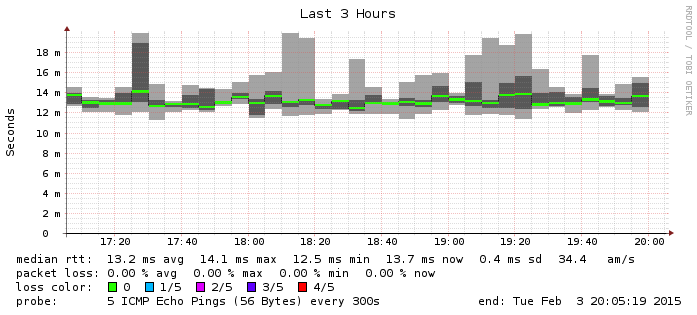 Last 3 Hours
RRDTOOL / TOBI OETIKER
Seconds
18 m
16 m
14 m
12 m
10 m
8 m
6 m
4 m
2 m
0
17:20 17:40 18:00 18:20 18:40 19:00 19:20 19:40 20:00
median rtt: 13.2 ms avg 14.1 ms max 12.5 ms min 13.7 ms now 0.4 ms sd 34.4 am/s
packet loss: 0.00 % avg 0.00 % max 0.00 % min 0.00 % now
loss color: 0 1/5 2/5 3/5 4/5
probe: 5 ICMP Echo Pings (56 Bytes) every 300s end: Tue Feb 3 20:05:19 2015